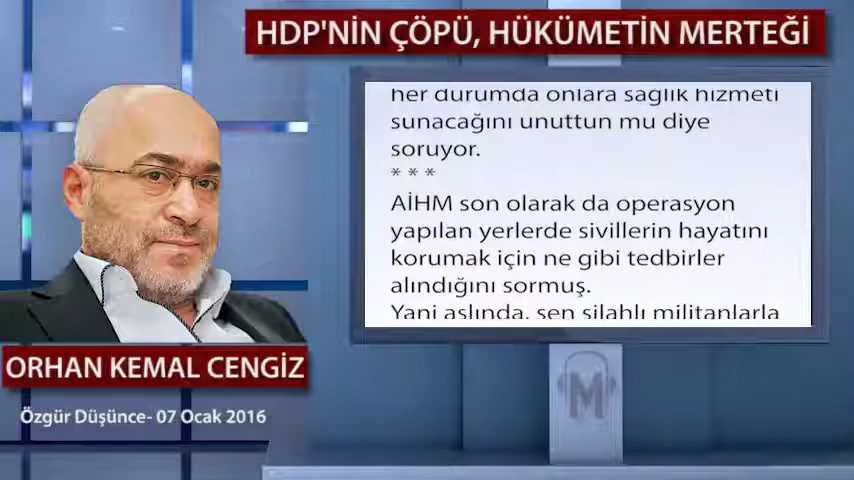 HDP'NİN ÇÖPÜ, HÜKÜMETİN MERTEĞİ
her durumda onlara sağlık hizmeti
sunacağını unuttun mu diye
soruyor.
* * *
AİHM son olarak da operasyon
yapılan yerlerde sivillerin hayatını
korumak için ne gibi tedbirler
alındığını sormuş.
Yani aslında, sen silahlı militanlarla
ORHAN KEMAL CENGİZ
Özgür Düşünce- 07 Ocak 2016
M